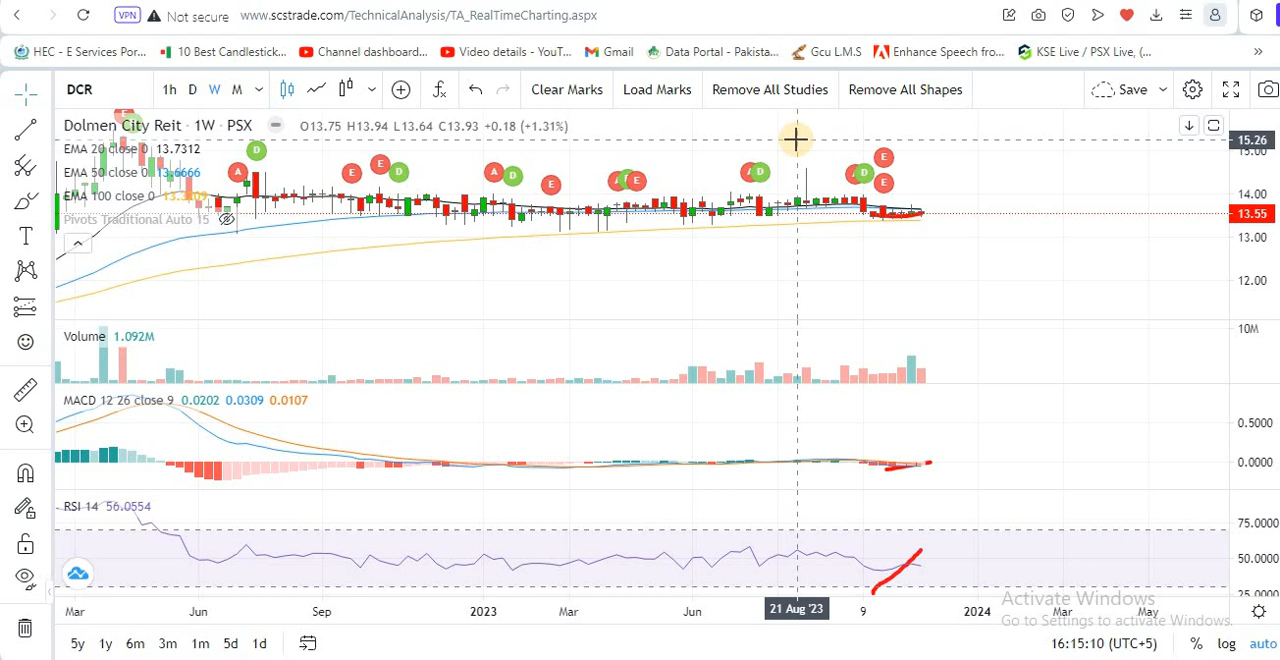 VPN Not secure www.scstrade.com/TechnicalAnalysis/TA_RealTimeCharting.aspx
HEC - E Services Por... 10 Best Candlestick... Channel dashboard... Video details - YouT... Gmail Data Portal - Pakista... Gcu L.M.S Enhance Speech fro... KSE Live / PSX Live, (... »
DCR 1h D W M Clear Marks Load Marks Remove All Studies Remove All Shapes Save
Dolmen City Reit · 1W · PSX O13.75 H13.94 L13.64 C13.93 +0.18 (+1.31%)
15.26
15.00
EMA 20 close 0 13.7312
EMA 50 close 0 13.6666
EMA 100 close 0
Pivots Traditional Auto 15
D A E E D A D E A E A D A D E E
14.00
13.55
13.00
12.00
Volume 1.092M
10M
MACD 12 26 close 9 0.0202 0.0309 0.0107
0.5000
0.0000
RSI 14 56.0554
75.0000
50.0000
25.0000
Mar Jun Sep 2023 Mar Jun 21 Aug '23 9 2024 Mar May
Activate Windows
Go to Settings to activate Windows.
5y 1y 6m 3m 1m 5d 1d 16:15:10 (UTC+5) % log auto